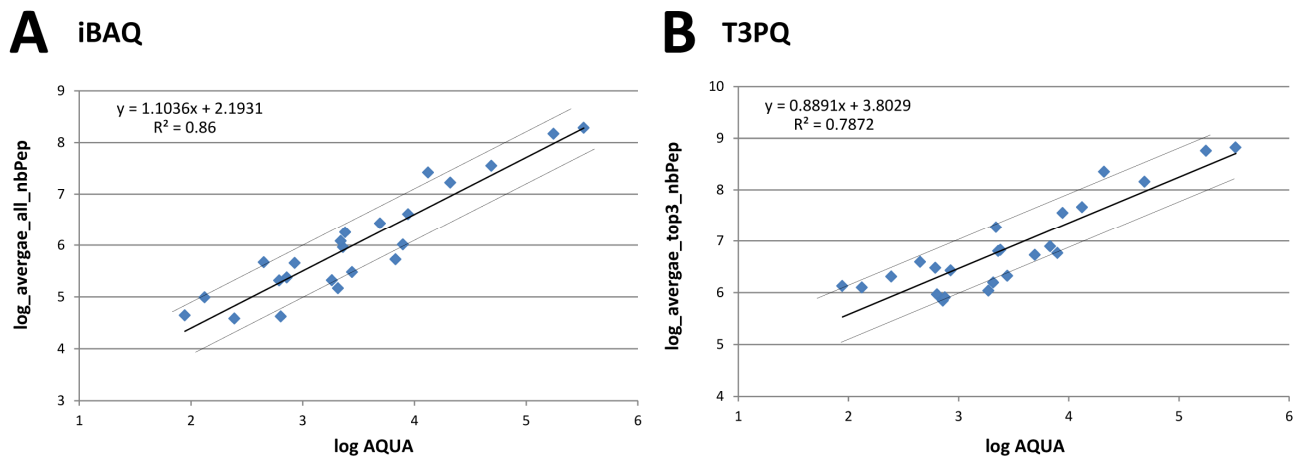 A iBAQ
y = 1.1036x + 2.1931
R² = 0.86
log_avergae_all_nbPep
9
8
7
6
5
4
3
1 2 3 4 5 6
log AQUA
B T3PQ
y = 0.8891x + 3.8029
R² = 0.7872
log_avergae_top3_nbPep
10
9
8
7
6
5
4
1 2 3 4 5 6
log AQUA